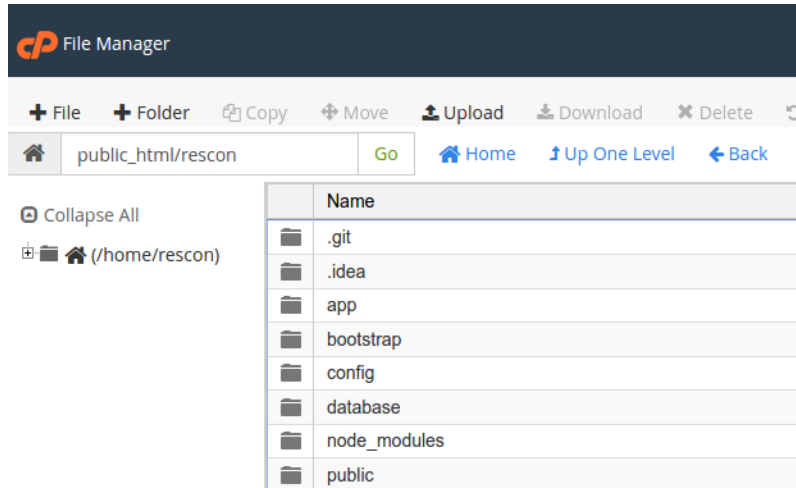 cP File Manager
File Folder Copy Move Upload Download Delete
public_html/rescon Go Home Up One Level Back
Collapse All
(/home/rescon)
Name
.git
.idea
app
bootstrap
config
database
node_modules
public